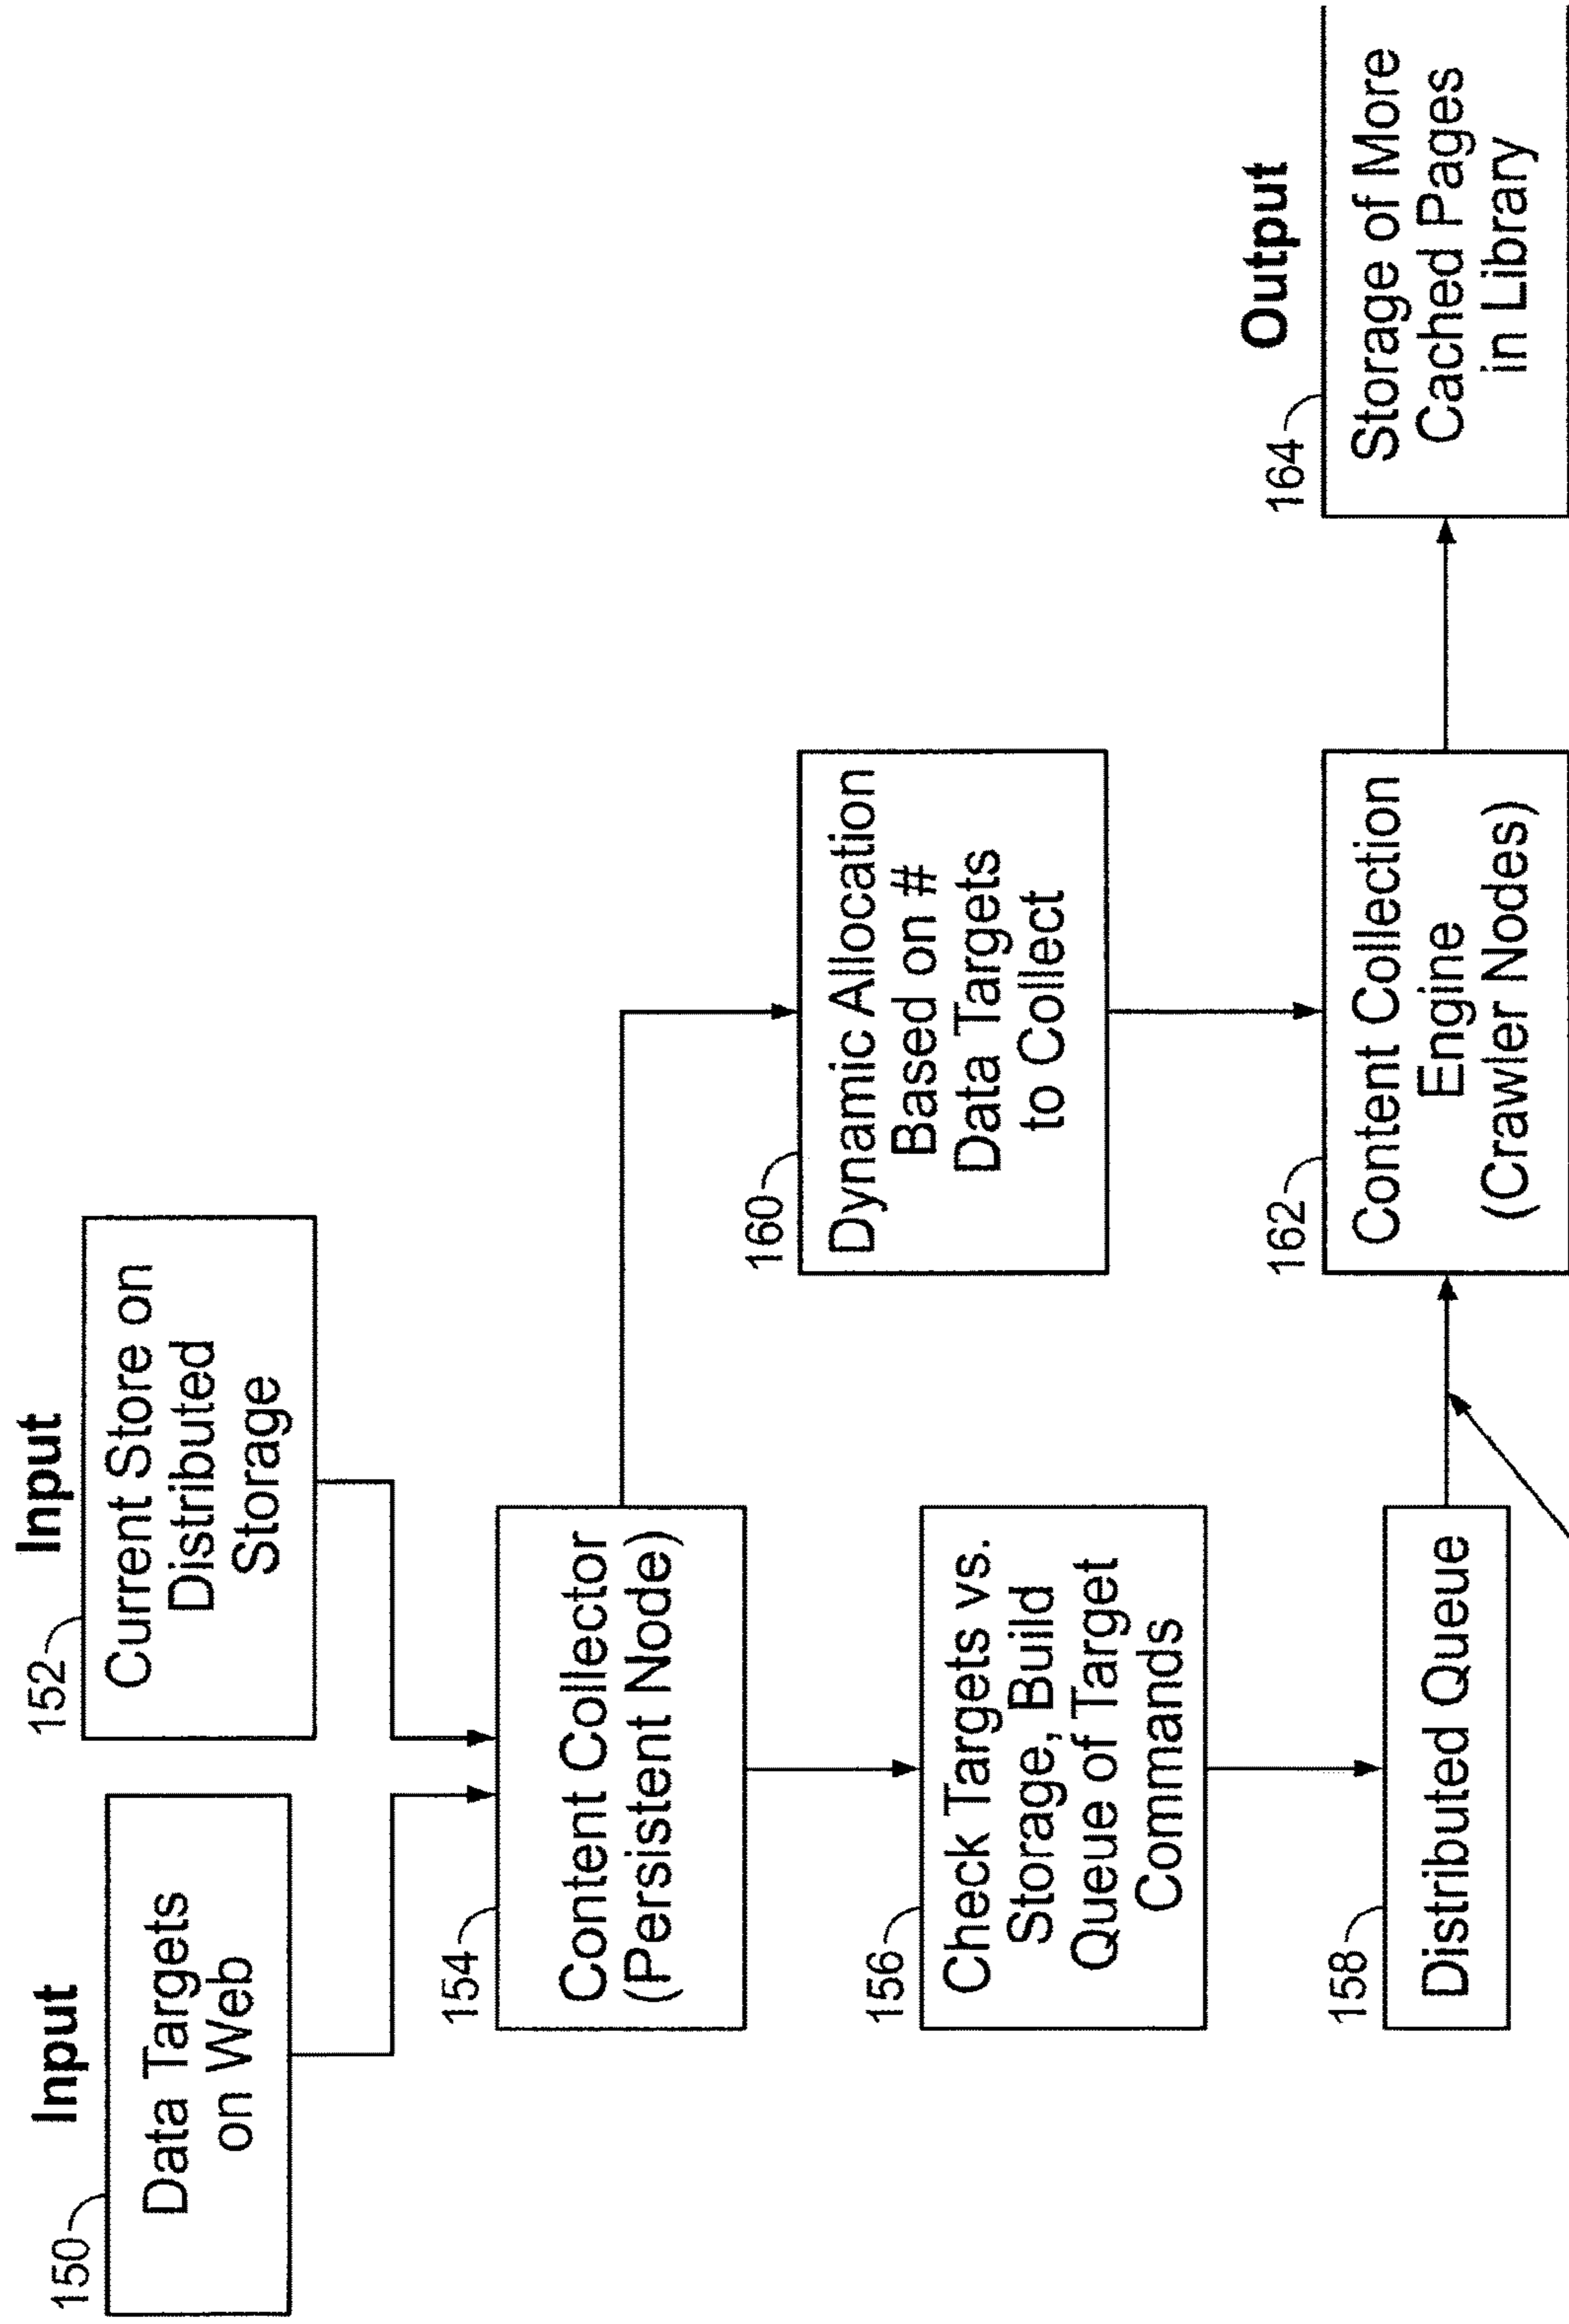 Input
150
Data Targets
on Web
Input
152
Current Store on
Distributed
Storage
154
Content Collector
(Persistent Node)
156
Check Targets vs.
Storage, Build
Queue of Target
Commands
158
Distributed Queue
160
Dynamic Allocation
Based on #
Data Targets
to Collect
162
Content Collection
Engine
(Crawler Nodes)
Output
164
Storage of More
Cached Pages
in Library